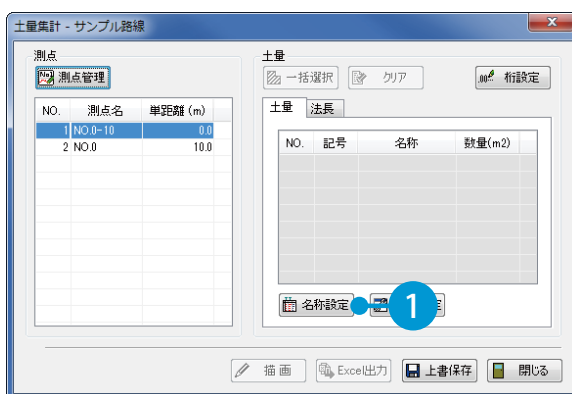 土量集計 - サンプル路線
測点
測点管理
NO. 測点名 単距離 (m)
1 NO.0-10 0.0
2 NO.0 10.0
土量
一括選択 クリア 桁設定
土量 法長
NO. 記号 名称 数量(m2)
名称設定 1
描画 Excel出力 上書保存 閉じる